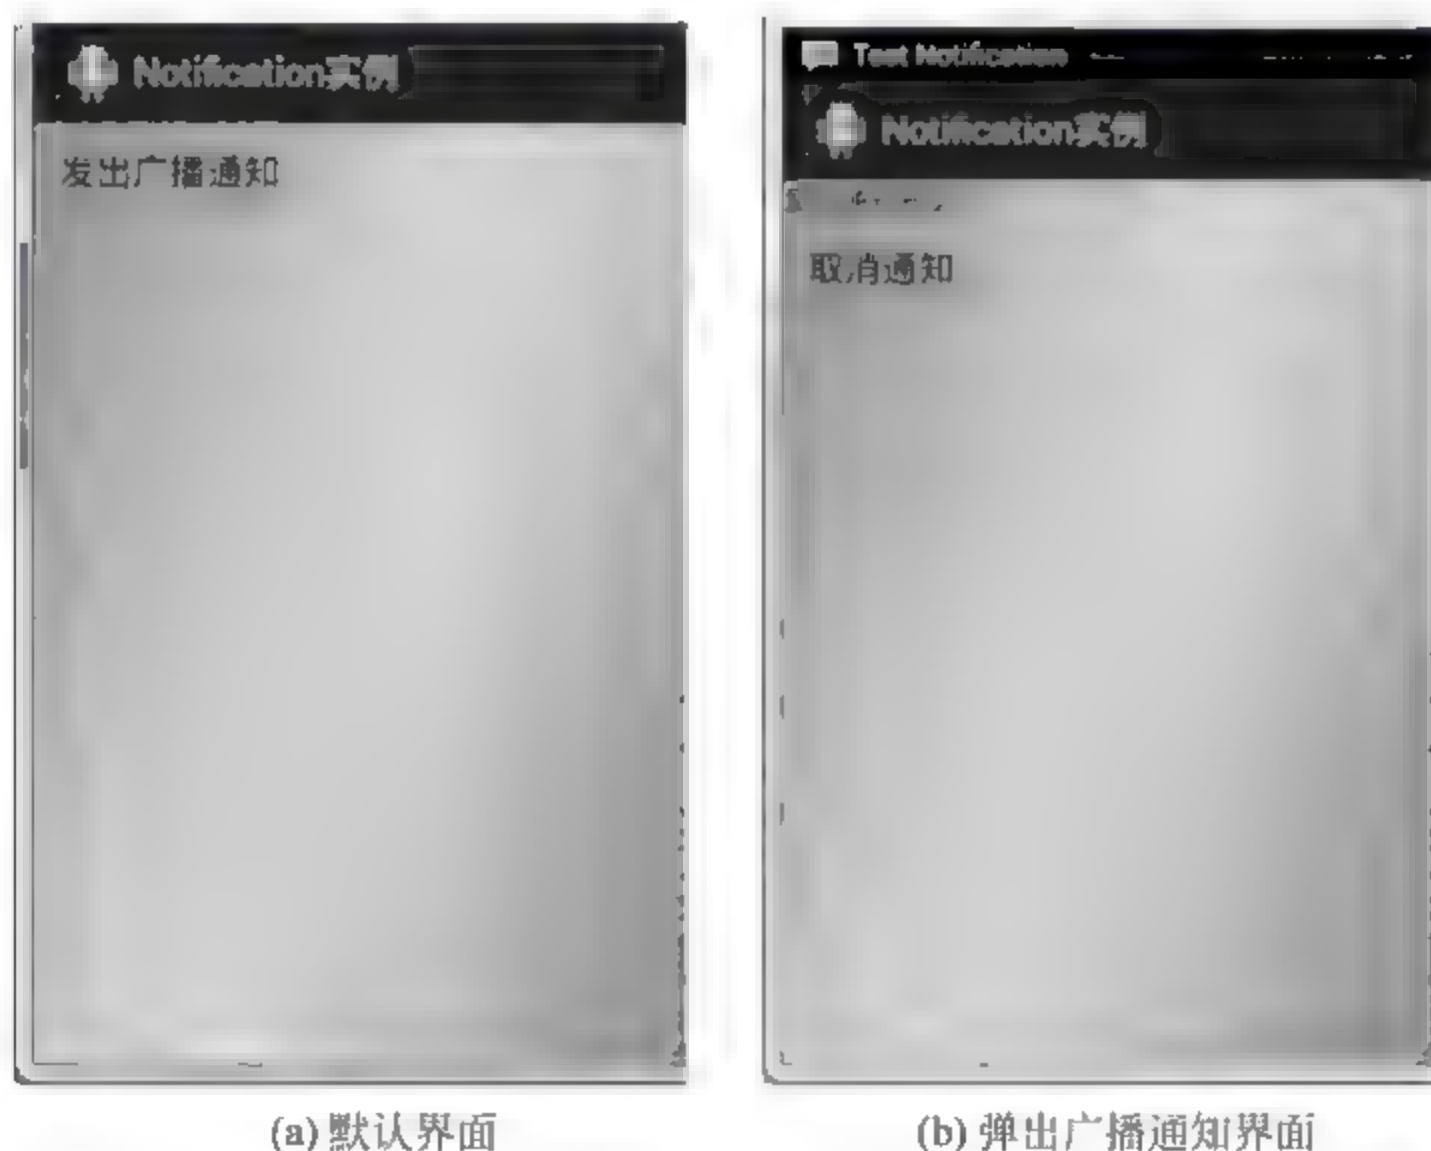 Notification实例
发出广播通知
(a) 默认界面
Test Notification
Notification实例
取消通知
(b) 弹出广播通知界面